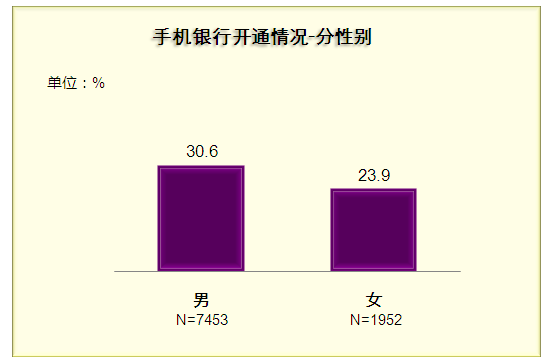 手机银行开通情况-分性别
单位：%
30.6
23.9
男
女
N=7453
N=1952